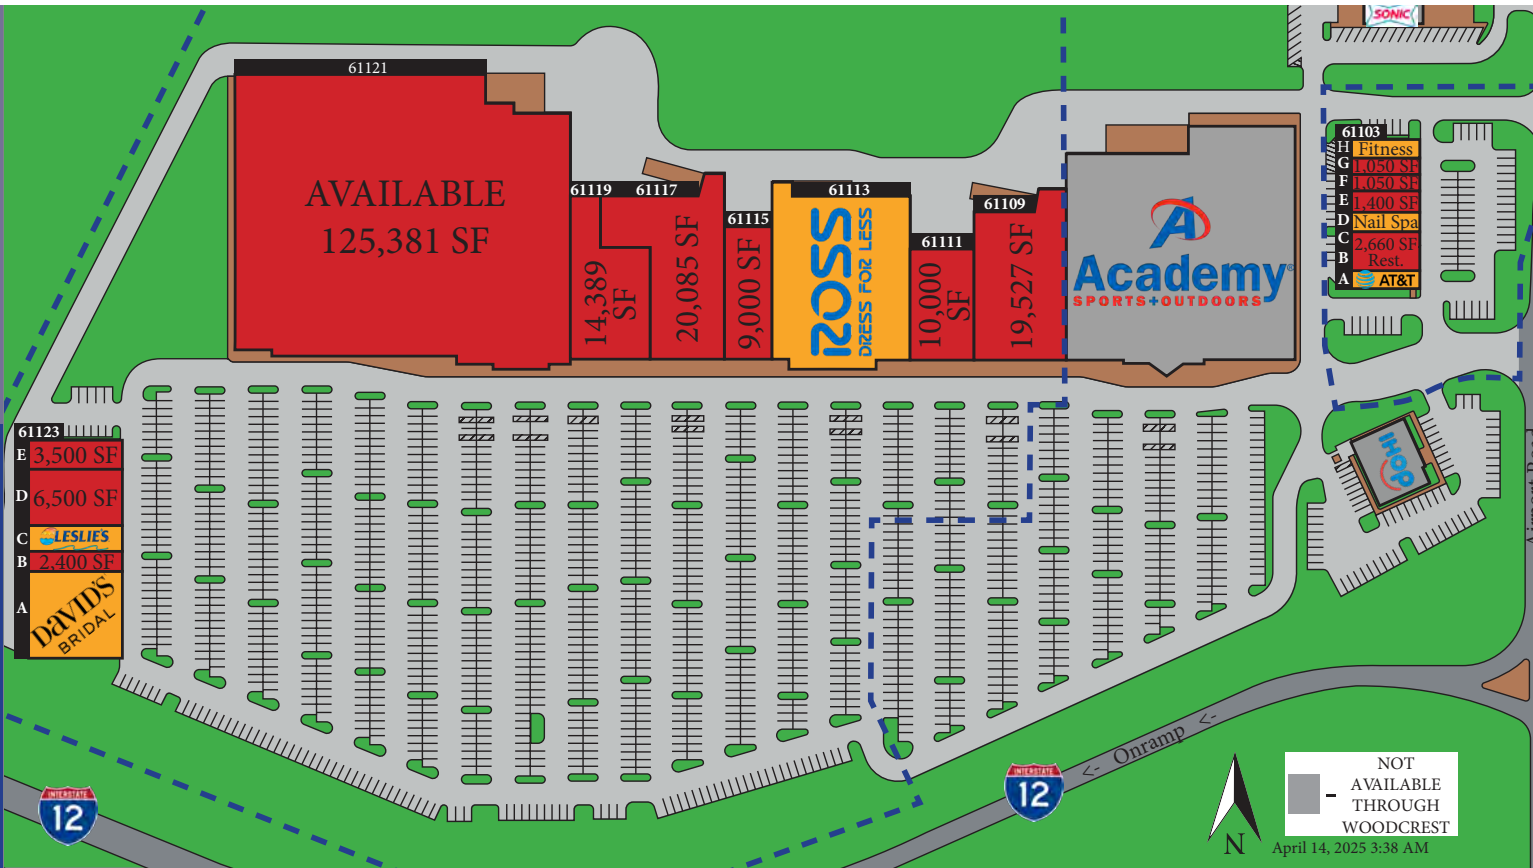 SONIC
61121
AVAILABLE
125,381 SF
61119
61117
14,389
SF
20,085 SF
61115
9,000 SF
61113
ROSS
DRESS FOR LESS
61111
10,000
SF
61109
19,527 SF
Academy
SPORTS+OUTDOORS
61103
H Fitness
G 1,050 SF
F 1,050 SF
E 1,400 SF
D Nail Spa
C 2,660 SF
B Rest.
A AT&T
IHOP
61123
E 3,500 SF
D 6,500 SF
C LESLIE'S
B 2,400 SF
A DAVID'S
BRIDAL
INTERSTATE
12
INTERSTATE
12
<- Onramp <-
N
NOT
AVAILABLE
- THROUGH
WOODCREST
April 14, 2025 3:38 AM